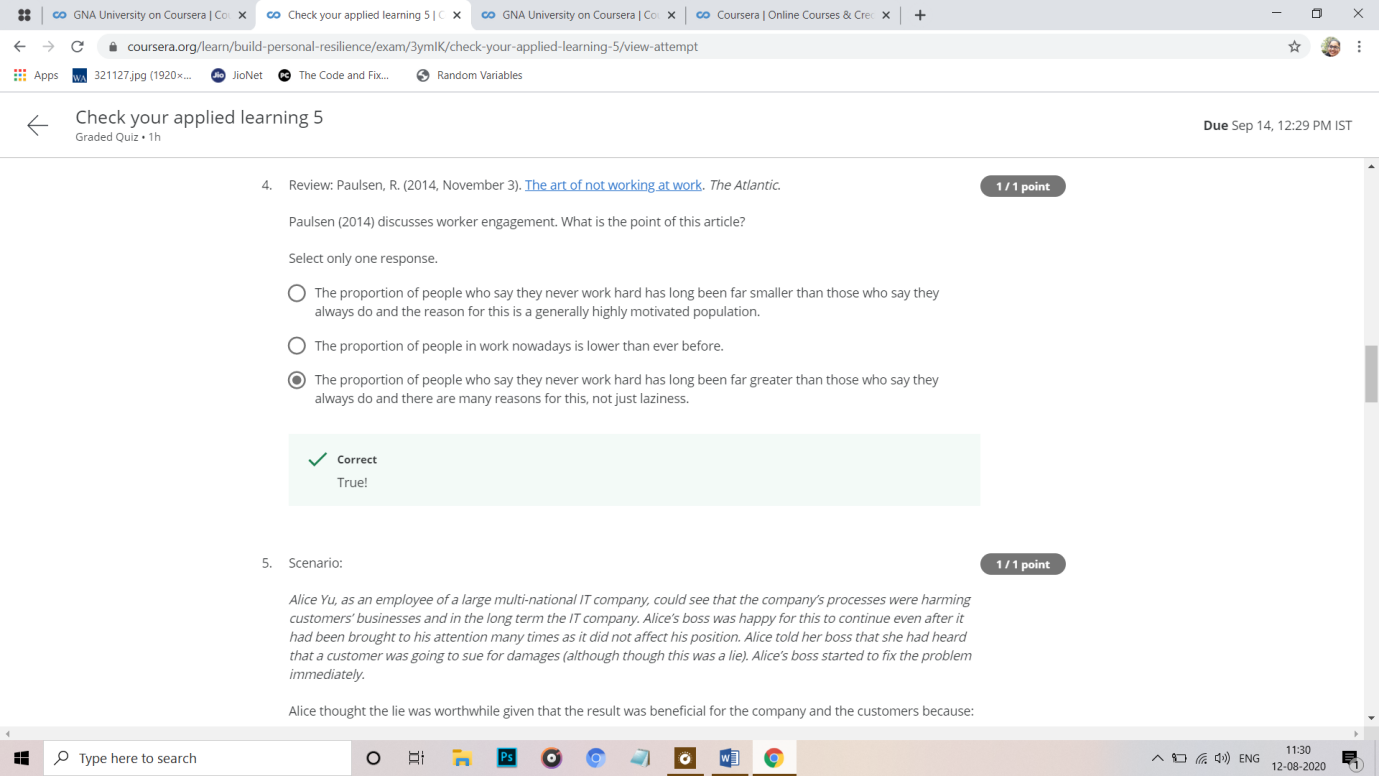 GNA University on Coursera | Co
Check your applied learning 5 | C
GNA University on Coursera | Co
Coursera | Online Courses & Cre
coursera.org/learn/build-personal-resilience/exam/3ymIK/check-your-applied-learning-5/view-attempt
Apps
321127.jpg (1920×...
JioNet
The Code and Fix...
Random Variables
Check your applied learning 5
Graded Quiz • 1h
Due Sep 14, 12:29 PM IST
4. Review: Paulsen, R. (2014, November 3). The art of not working at work. The Atlantic.
1 / 1 point
Paulsen (2014) discusses worker engagement. What is the point of this article?
Select only one response.
The proportion of people who say they never work hard has long been far smaller than those who say they
always do and the reason for this is a generally highly motivated population.
The proportion of people in work nowadays is lower than ever before.
The proportion of people who say they never work hard has long been far greater than those who say they
always do and there are many reasons for this, not just laziness.
Correct
True!
5. Scenario:
1 / 1 point
Alice Yu, as an employee of a large multi-national IT company, could see that the company's processes were harming
customers' businesses and in the long term the IT company. Alice's boss was happy for this to continue even after it
had been brought to his attention many times as it did not affect his position. Alice told her boss that she had heard
that a customer was going to sue for damages (although though this was a lie). Alice's boss started to fix the problem
immediately.
Alice thought the lie was worthwhile given that the result was beneficial for the company and the customers because:
Type here to search
Ps
W
ENG
11:30
12-08-2020
1